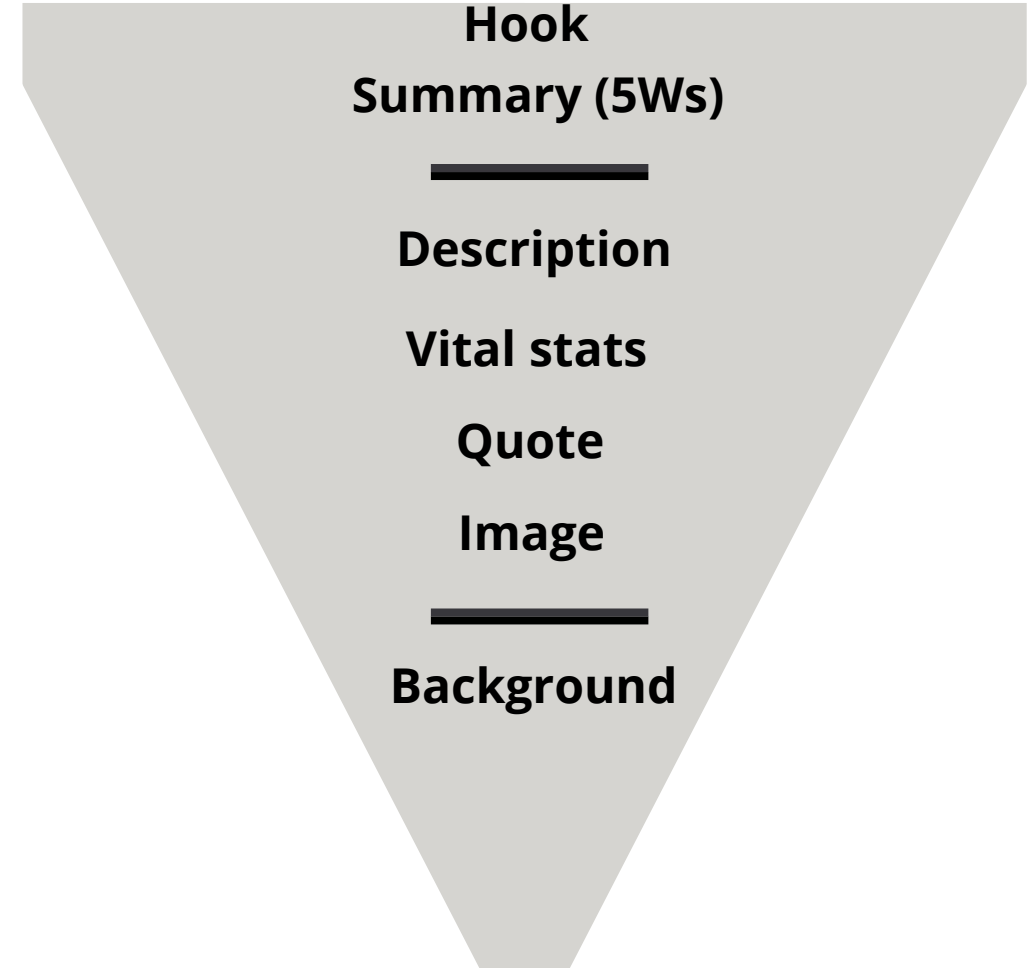 Hook
Summary (5Ws)
Description
Vital stats
Quote
Image
Background